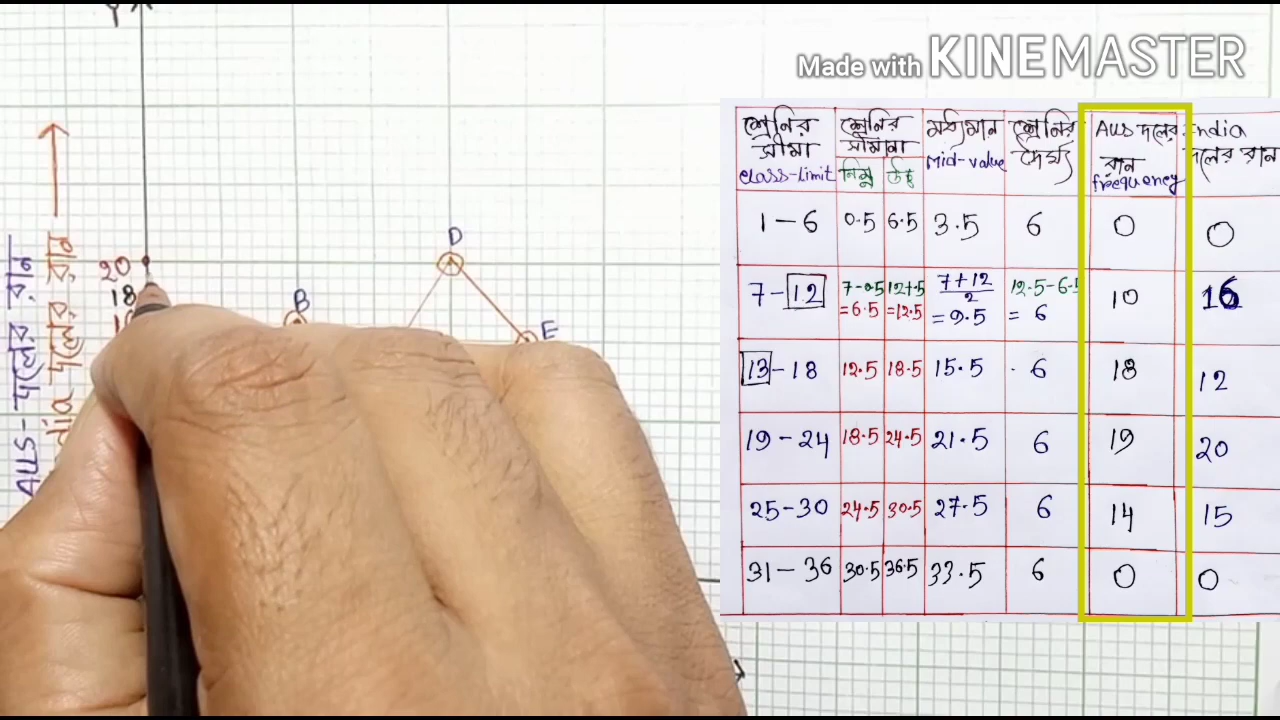 Made with KINEMASTER
Y
20
18
AUS-দলের রান
dia দলের রান
B
D
E
শ্রেনির সীমা
class-Limit
শ্রেনির সীমানা
নিম্ন উচ্চ
মধ্যমান
Mid-value
শ্রেনির দৈর্ঘ্য
AUS দলের রান
frequency
India দলের রান
1-6 0.5 6.5 3.5 6 0 0
7-12 7-0.5 =6.5 12+.5 =12.5 7+12/2 =9.5 12.5-6.5 = 6 10 16
13-18 12.5 18.5 15.5 6 18 12
19-24 18.5 24.5 21.5 6 19 20
25-30 24.5 30.5 27.5 6 14 15
31-36 30.5 36.5 33.5 6 0 0